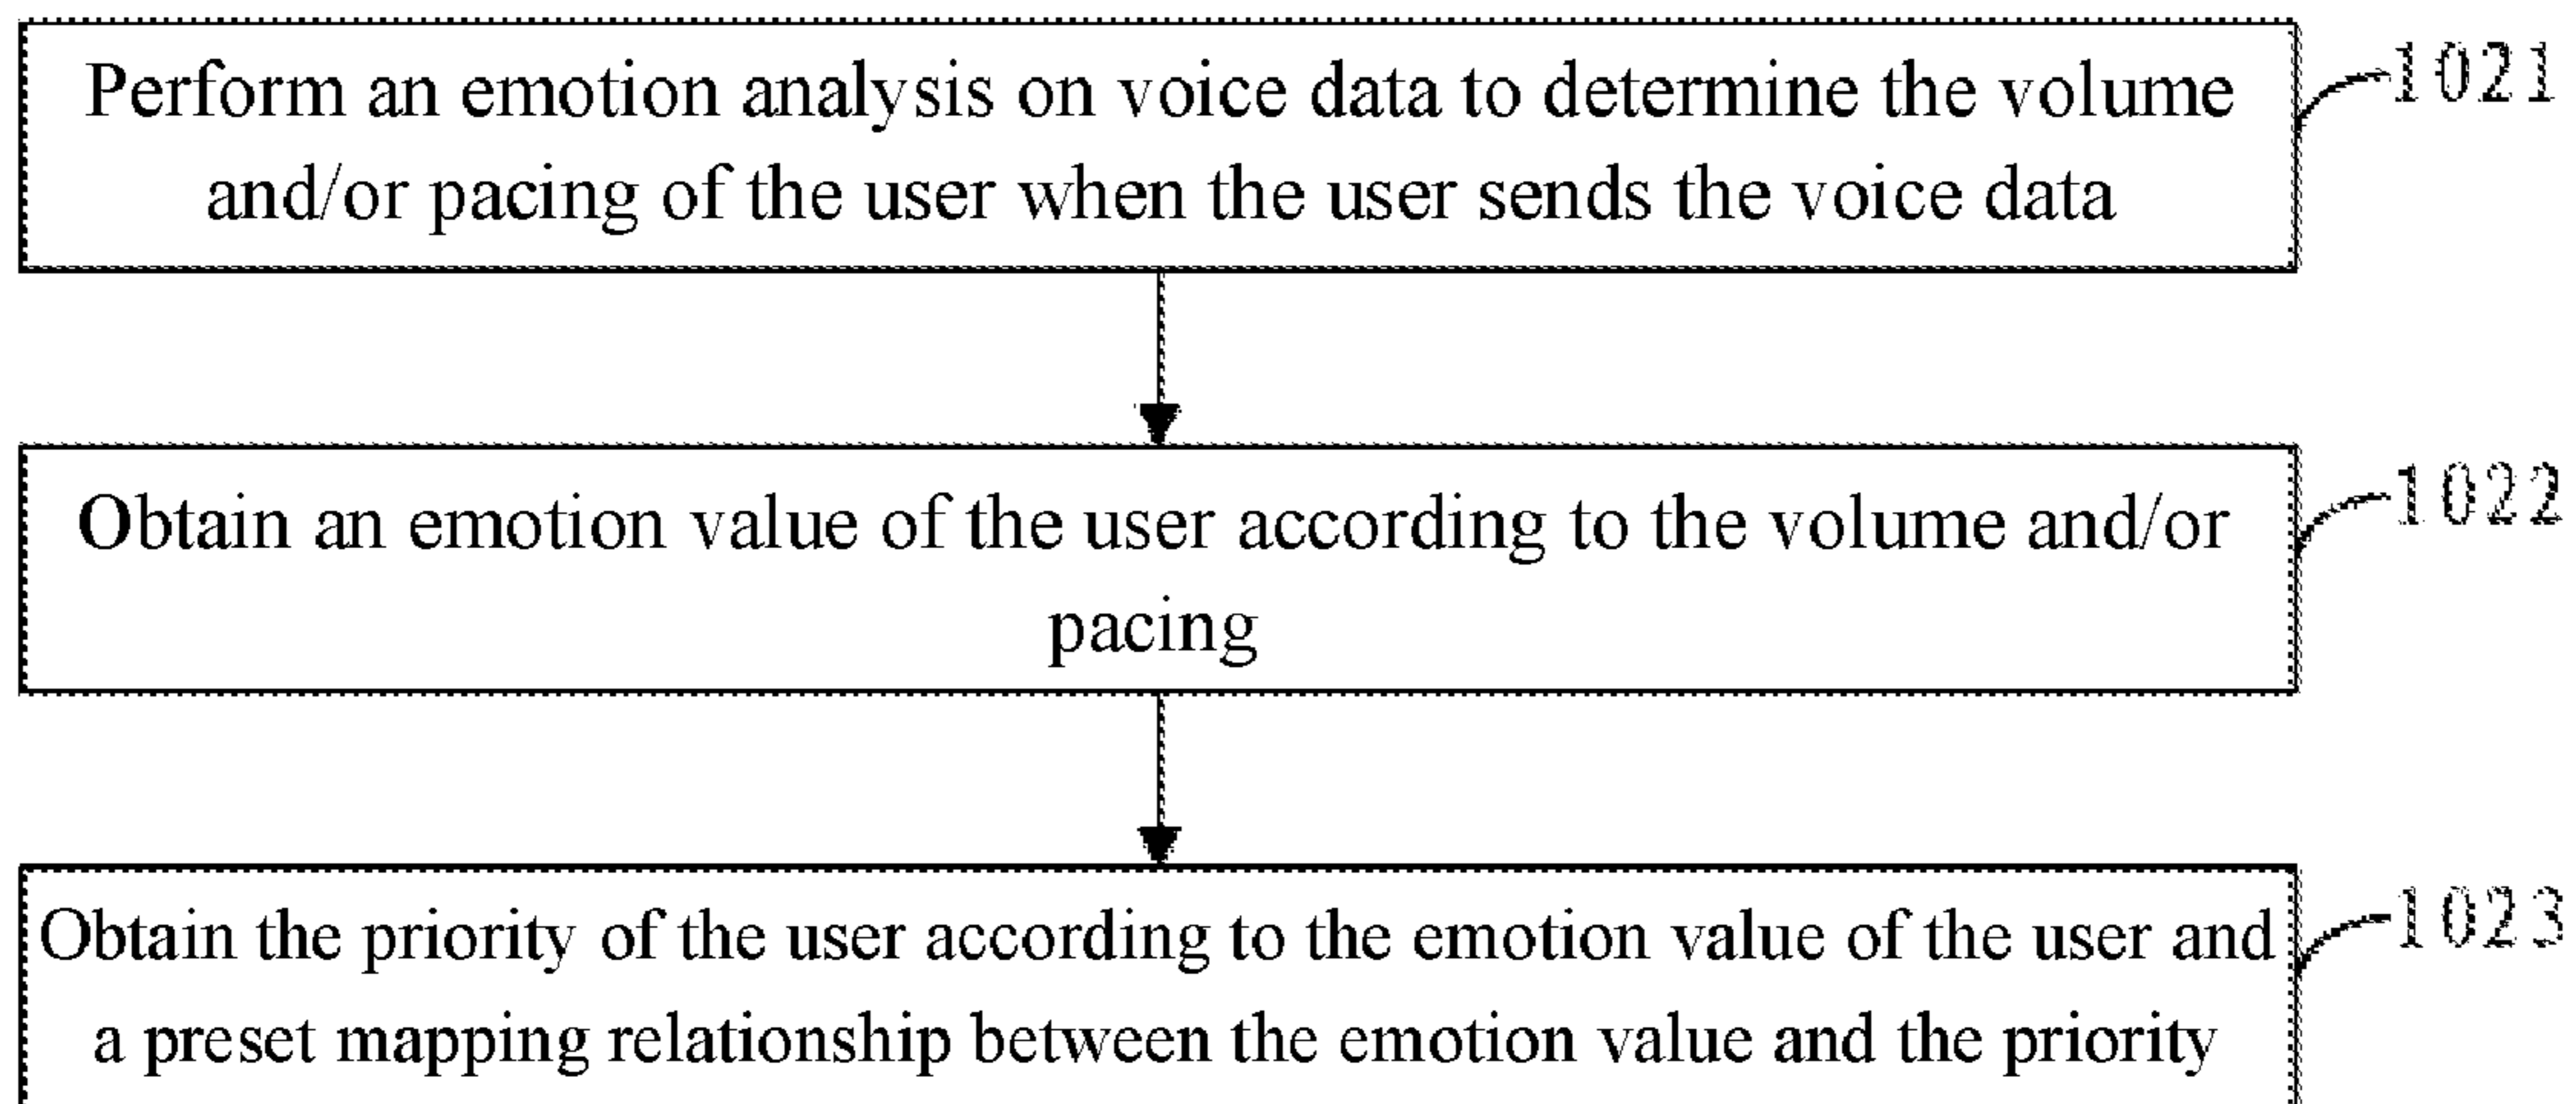 Perform an emotion analysis on voice data to determine the volume
1021
and/or pacing of the user when the user sends the voice data
Obtain an emotion value of the user according to the volume and/or
1022
pacing
Obtain the priority of the user according to the emotion value of the user and
1023
a preset mapping relationship between the emotion value and the priority